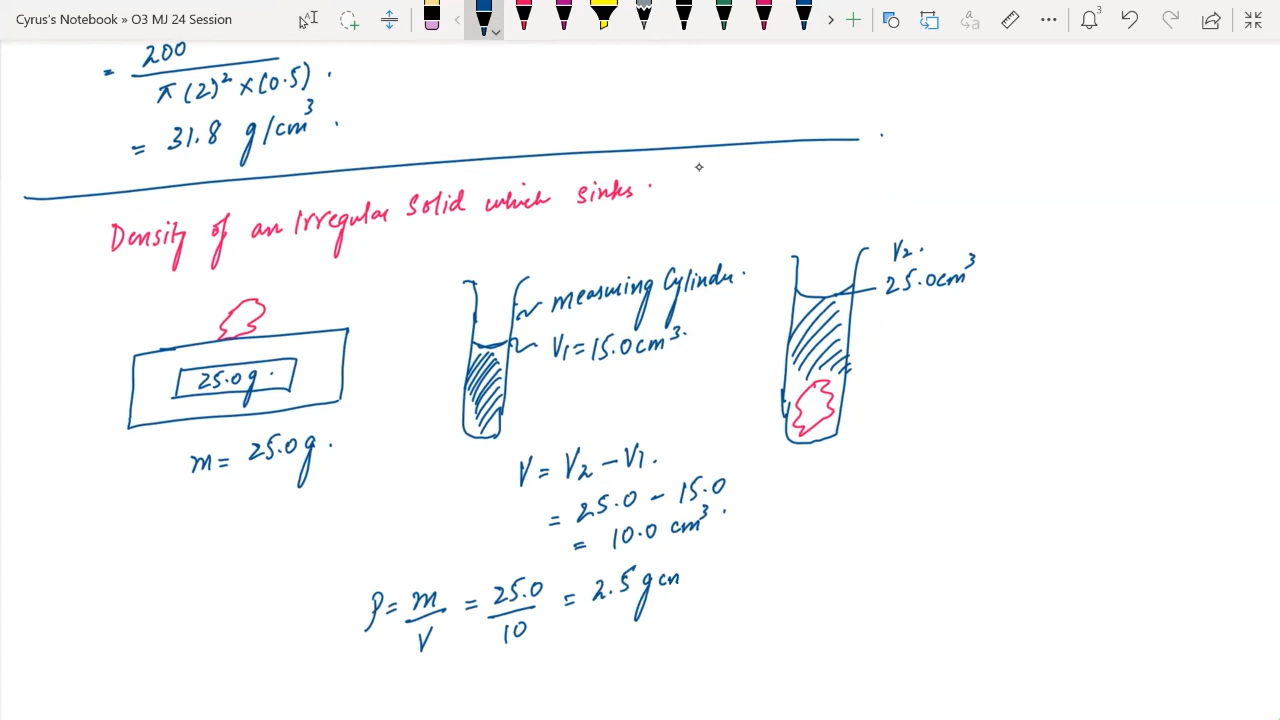 Cyrus's Notebook » O3 MJ 24 Session
3
= 200
π(2)² × (0.5) .
= 31.8 g/cm³ .
Density of an Irregular Solid which sinks .
V₂ .
25.0cm³
measuring Cylinder .
V₁ = 15.0cm³ .
25.0g .
m = 25.0g .
V = V₂ - V₁ .
= 25.0 - 15.0
= 10.0 cm³ .
ρ = m/V = 25.0/10 = 2.5 gcm